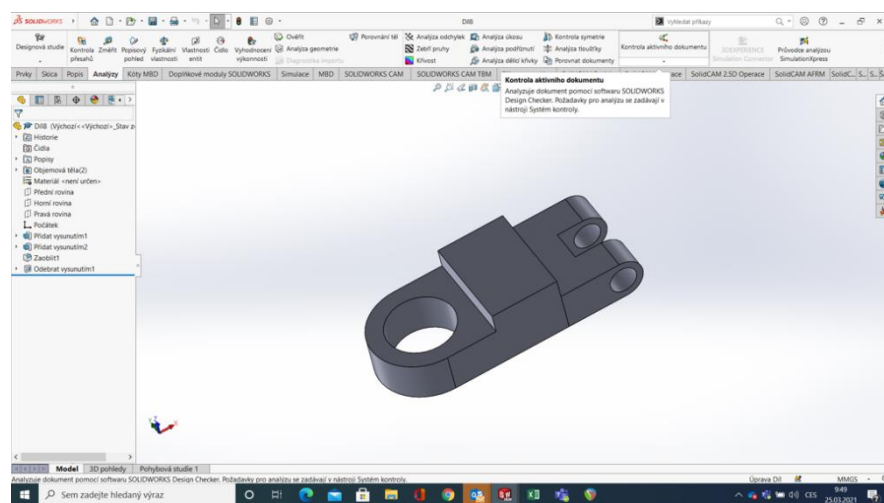 SOLIDWORKS
Díl8
Vyhledat příkazy
Designová studie
Kontrola přesahů
Změřit
Popisový pohled
Fyzikální vlastnosti
Vlastnosti entit
Čidlo
Vyhodnocení výkonnosti
Ověřit
Analýza geometrie
Diagnostika importu
Porovnání těl
Analýza odchylek
Zebří pruhy
Křivost
Analýza úkosu
Analýza podříznutí
Analýza dělící křivky
Kontrola symetrie
Analýza tloušťky
Porovnat dokumenty
Kontrola aktivního dokumentu
3DEXPERIENCE
Simulation Connector
Průvodce analýzou
SimulationXpress
Prvky
Skica
Popis
Analýzy
Kóty MBD
Doplňkové moduly SOLIDWORKS
Simulace
MBD
SOLIDWORKS CAM
SOLIDWORKS CAM TBM
SolidCAM 2.5D Operace
SolidCAM AFRM
Kontrola aktivního dokumentu
Analyzuje dokument pomocí softwaru SOLIDWORKS
Design Checker. Požadavky pro analýzu se zadávají v
nástroji Systém kontroly.
Díl8 (Výchozí<<Výchozí>_Stav z
Historie
Čidla
Popisy
Objemová těla(2)
Materiál <není určen>
Přední rovina
Horní rovina
Pravá rovina
Počátek
Přidat vysunutím1
Přidat vysunutím2
Zaoblit1
Odebrat vysunutím1
Model
3D pohledy
Pohybová studie 1
Analyzuje dokument pomocí softwaru SOLIDWORKS Design Checker. Požadavky pro analýzu se zadávají v nástroji Systém kontroly.
Úprava Díl
MMGS
Sem zadejte hledaný výraz
CES
9:49
25.03.2021